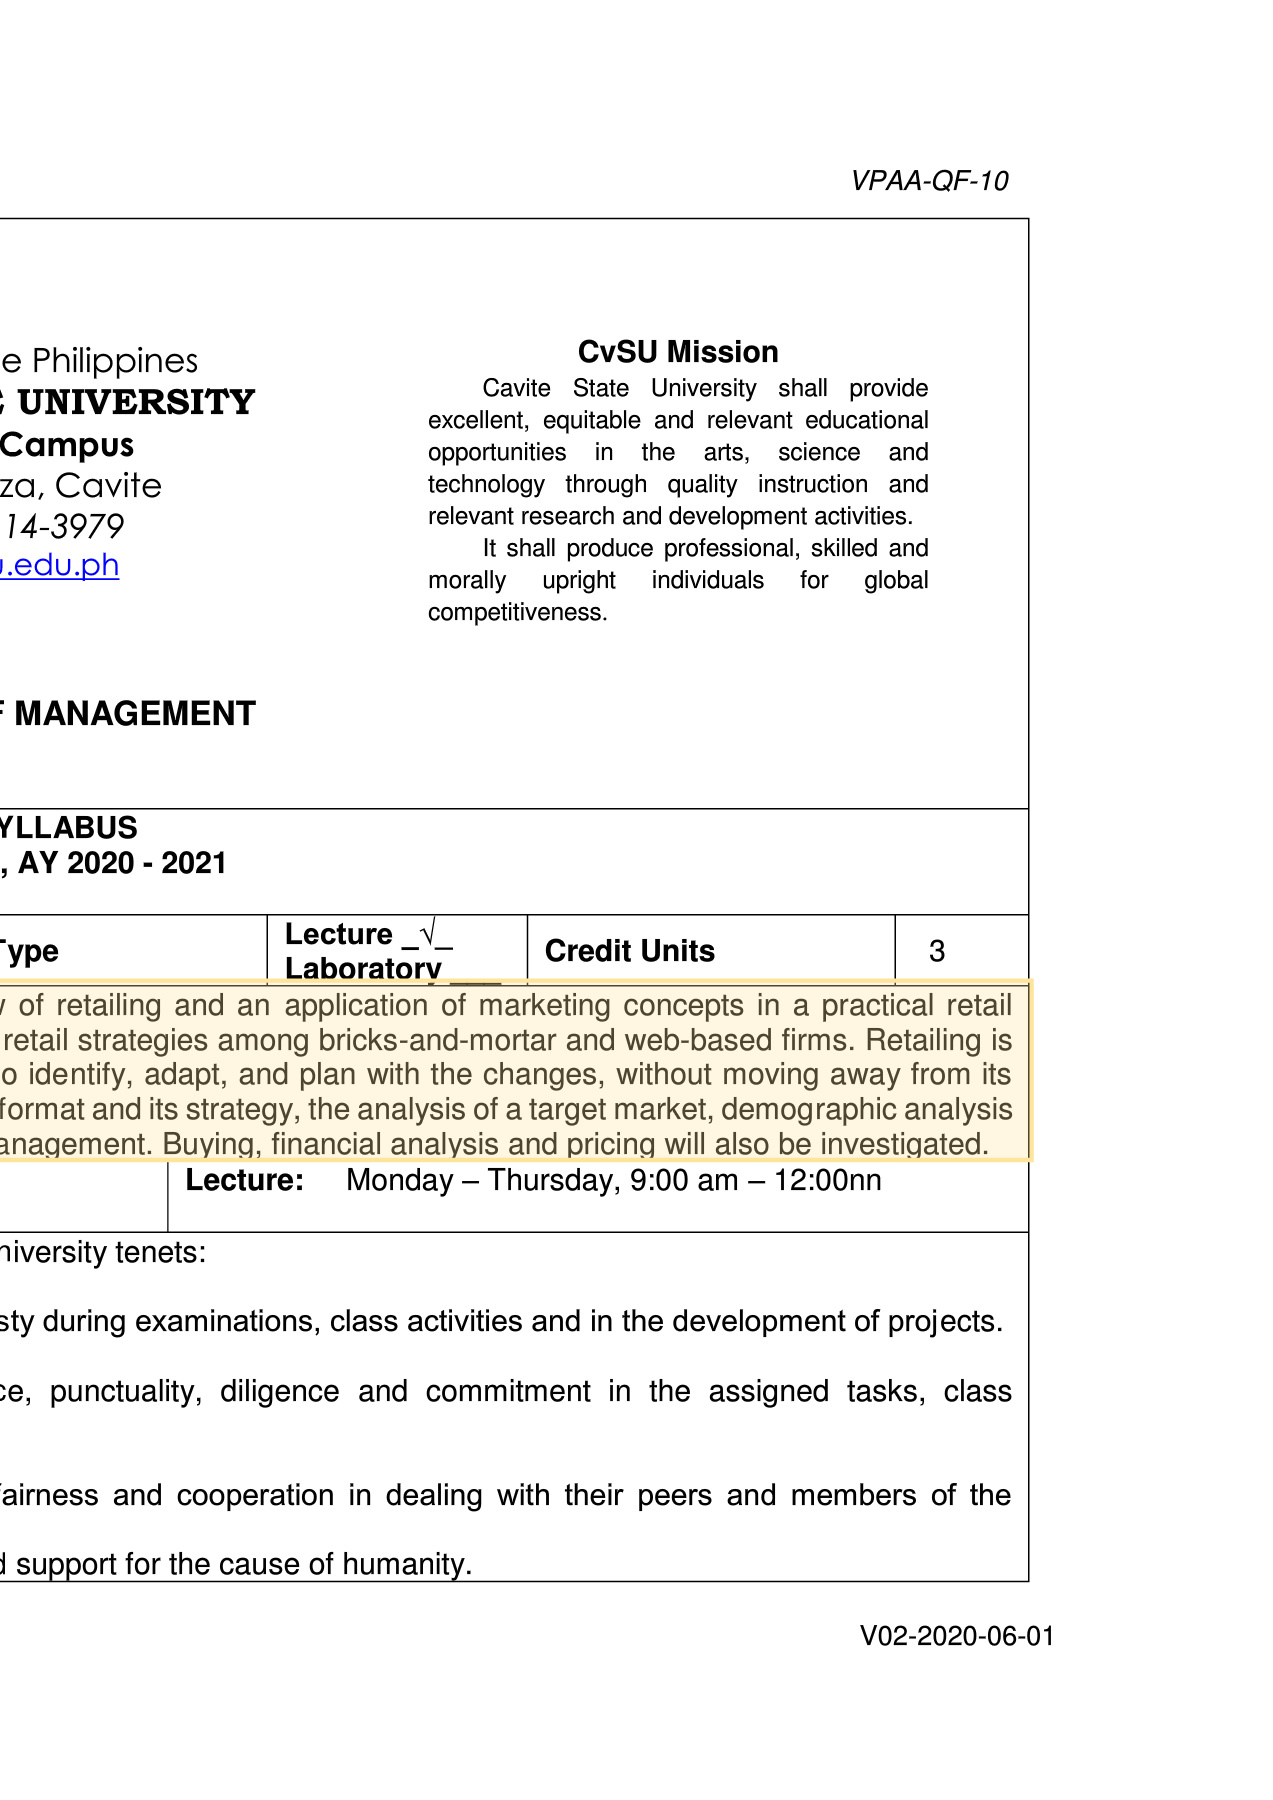 VPAA-QF-10
e Philippines
UNIVERSITY
Campus
za, Cavite
14-3979
u.edu.ph
CvSU Mission
Cavite State University shall provide
excellent, equitable and relevant educational
opportunities in the arts, science and
technology through quality instruction and
relevant research and development activities.
It shall produce professional, skilled and
morally upright individuals for global
competitiveness.
F MANAGEMENT
YLLABUS
, AY 2020 - 2021
Type
Lecture _√_
Laboratory ___
Credit Units
3
w of retailing and an application of marketing concepts in a practical retail
retail strategies among bricks-and-mortar and web-based firms. Retailing is
o identify, adapt, and plan with the changes, without moving away from its
format and its strategy, the analysis of a target market, demographic analysis
anagement. Buying, financial analysis and pricing will also be investigated.
Lecture: Monday – Thursday, 9:00 am – 12:00nn
niversity tenets:
sty during examinations, class activities and in the development of projects.
ce, punctuality, diligence and commitment in the assigned tasks, class
fairness and cooperation in dealing with their peers and members of the
d support for the cause of humanity.
V02-2020-06-01